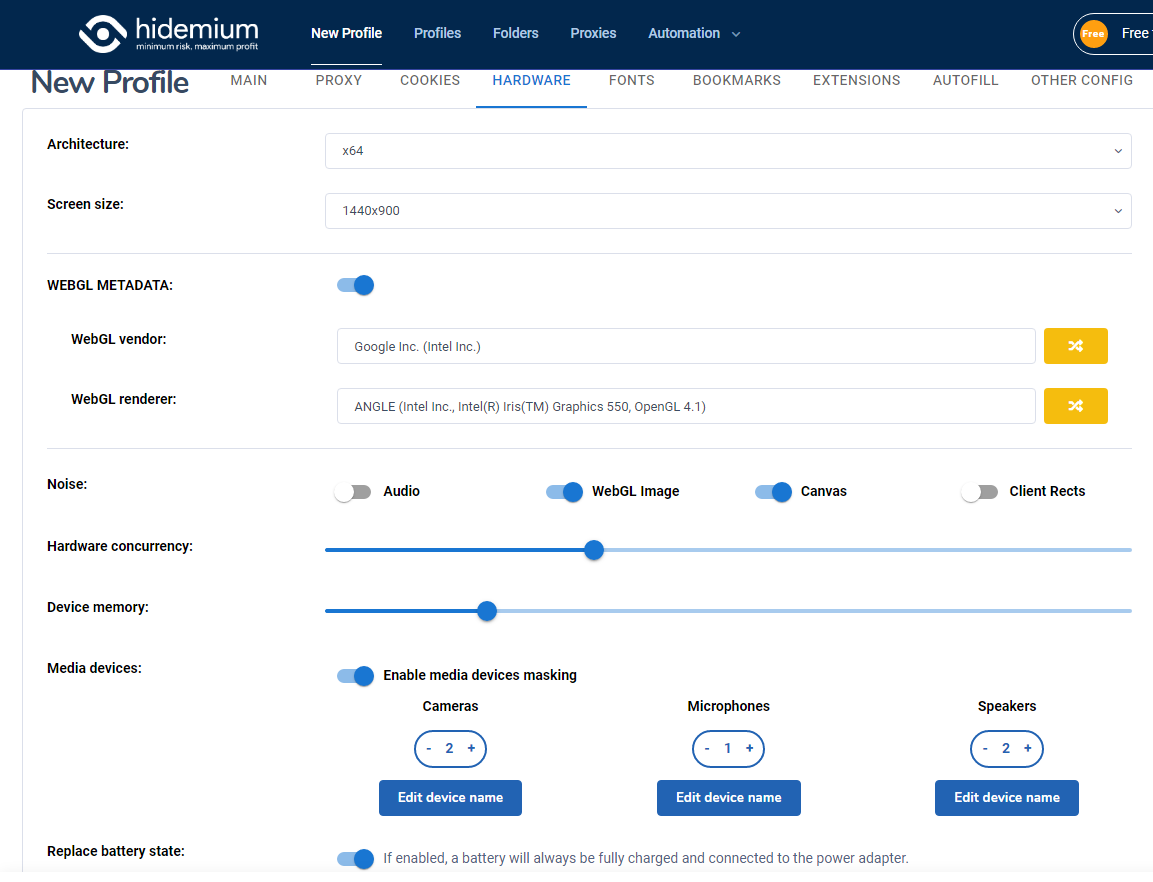 hidemium
minimum risk, maximum profit
New Profile
Profiles
Folders
Proxies
Automation
Free
Free
New Profile
MAIN
PROXY
COOKIES
HARDWARE
FONTS
BOOKMARKS
EXTENSIONS
AUTOFILL
OTHER CONFIG
Architecture:
x64
Screen size:
1440x900
WEBGL METADATA:
WebGL vendor:
Google Inc. (Intel Inc.)
WebGL renderer:
ANGLE (Intel Inc., Intel(R) Iris(TM) Graphics 550, OpenGL 4.1)
Noise:
Audio
WebGL Image
Canvas
Client Rects
Hardware concurrency:
Device memory:
Media devices:
Enable media devices masking
Cameras
Microphones
Speakers
- 2 +
- 1 +
- 2 +
Edit device name
Edit device name
Edit device name
Replace battery state:
If enabled, a battery will always be fully charged and connected to the power adapter.